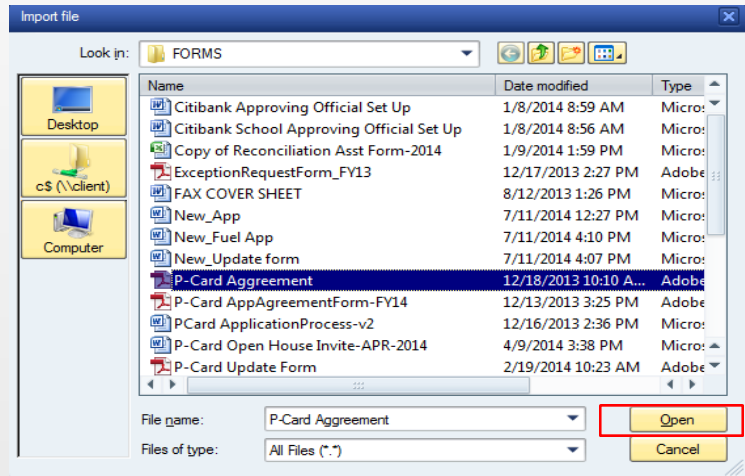 Import file
Look in: FORMS
Name Date modified Type
Desktop
c$ (\\client)
Computer
Citibank Approving Official Set Up 1/8/2014 8:59 AM Micros
Citibank School Approving Official Set Up 1/8/2014 8:56 AM Micros
Copy of Reconciliation Asst Form-2014 1/9/2014 1:59 PM Micros
ExceptionRequestForm_FY13 12/17/2013 2:27 PM Adobe
FAX COVER SHEET 8/12/2013 1:26 PM Micros
New_App 7/11/2014 12:27 PM Micros
New_Fuel App 7/11/2014 4:10 PM Micros
New_Update form 7/11/2014 4:07 PM Micros
P-Card Aggreement 12/18/2013 10:10 A... Adobe
P-Card AppAgreementForm-FY14 12/13/2013 3:25 PM Adobe
PCard ApplicationProcess-v2 12/16/2013 2:36 PM Micros
P-Card Open House Invite-APR-2014 4/9/2014 3:38 PM Micros
P-Card Update Form 2/19/2014 10:23 AM Adobe
File name: P-Card Aggreement Open
Files of type: All Files (*.*) Cancel